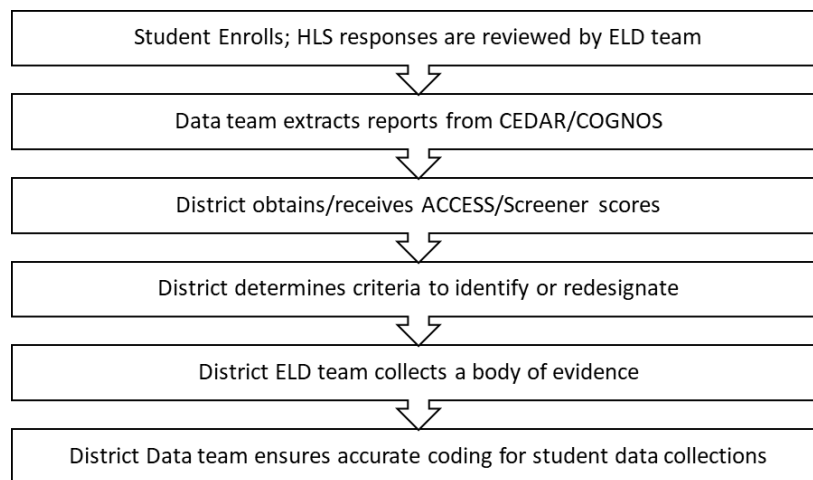 Student Enrolls; HLS responses are reviewed by ELD team
Data team extracts reports from CEDAR/COGNOS
District obtains/receives ACCESS/Screener scores
District determines criteria to identify or redesignate
District ELD team collects a body of evidence
District Data team ensures accurate coding for student data collections